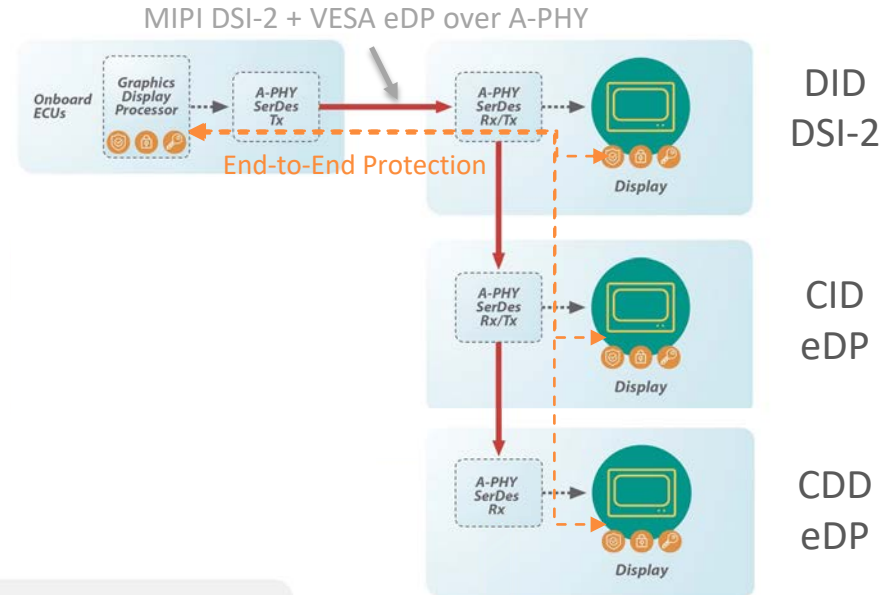 MIPI DSI-2 + VESA eDP over A-PHY
Onboard
ECUs
Graphics
Display
Processor
A-PHY
SerDes
Tx
End-to-End Protection
A-PHY
SerDes
Rx/Tx
Display
DID
DSI-2
A-PHY
SerDes
Rx/Tx
Display
CID
eDP
A-PHY
SerDes
Rx
Display
CDD
eDP